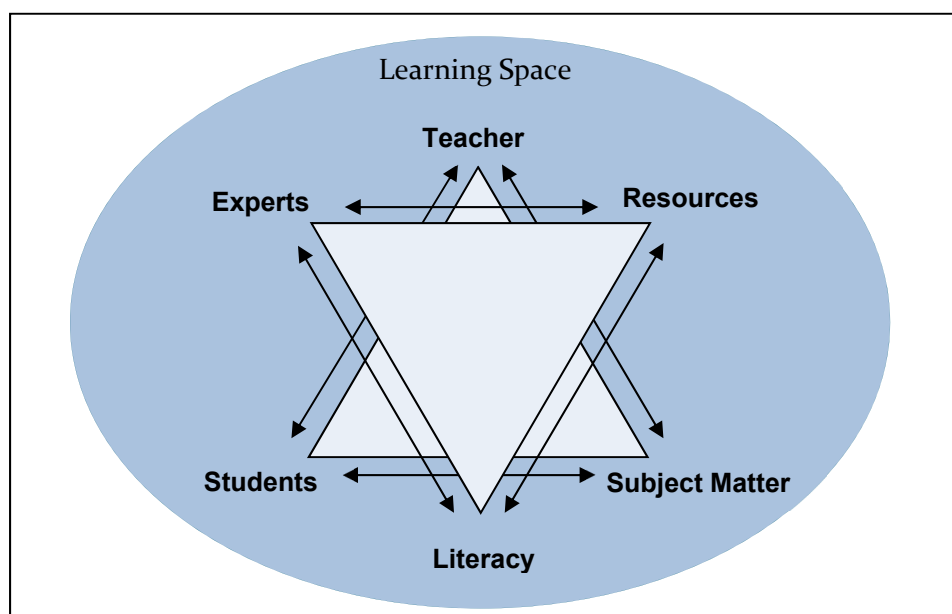 Learning Space
Teacher
Experts
Resources
Students
Subject Matter
Literacy